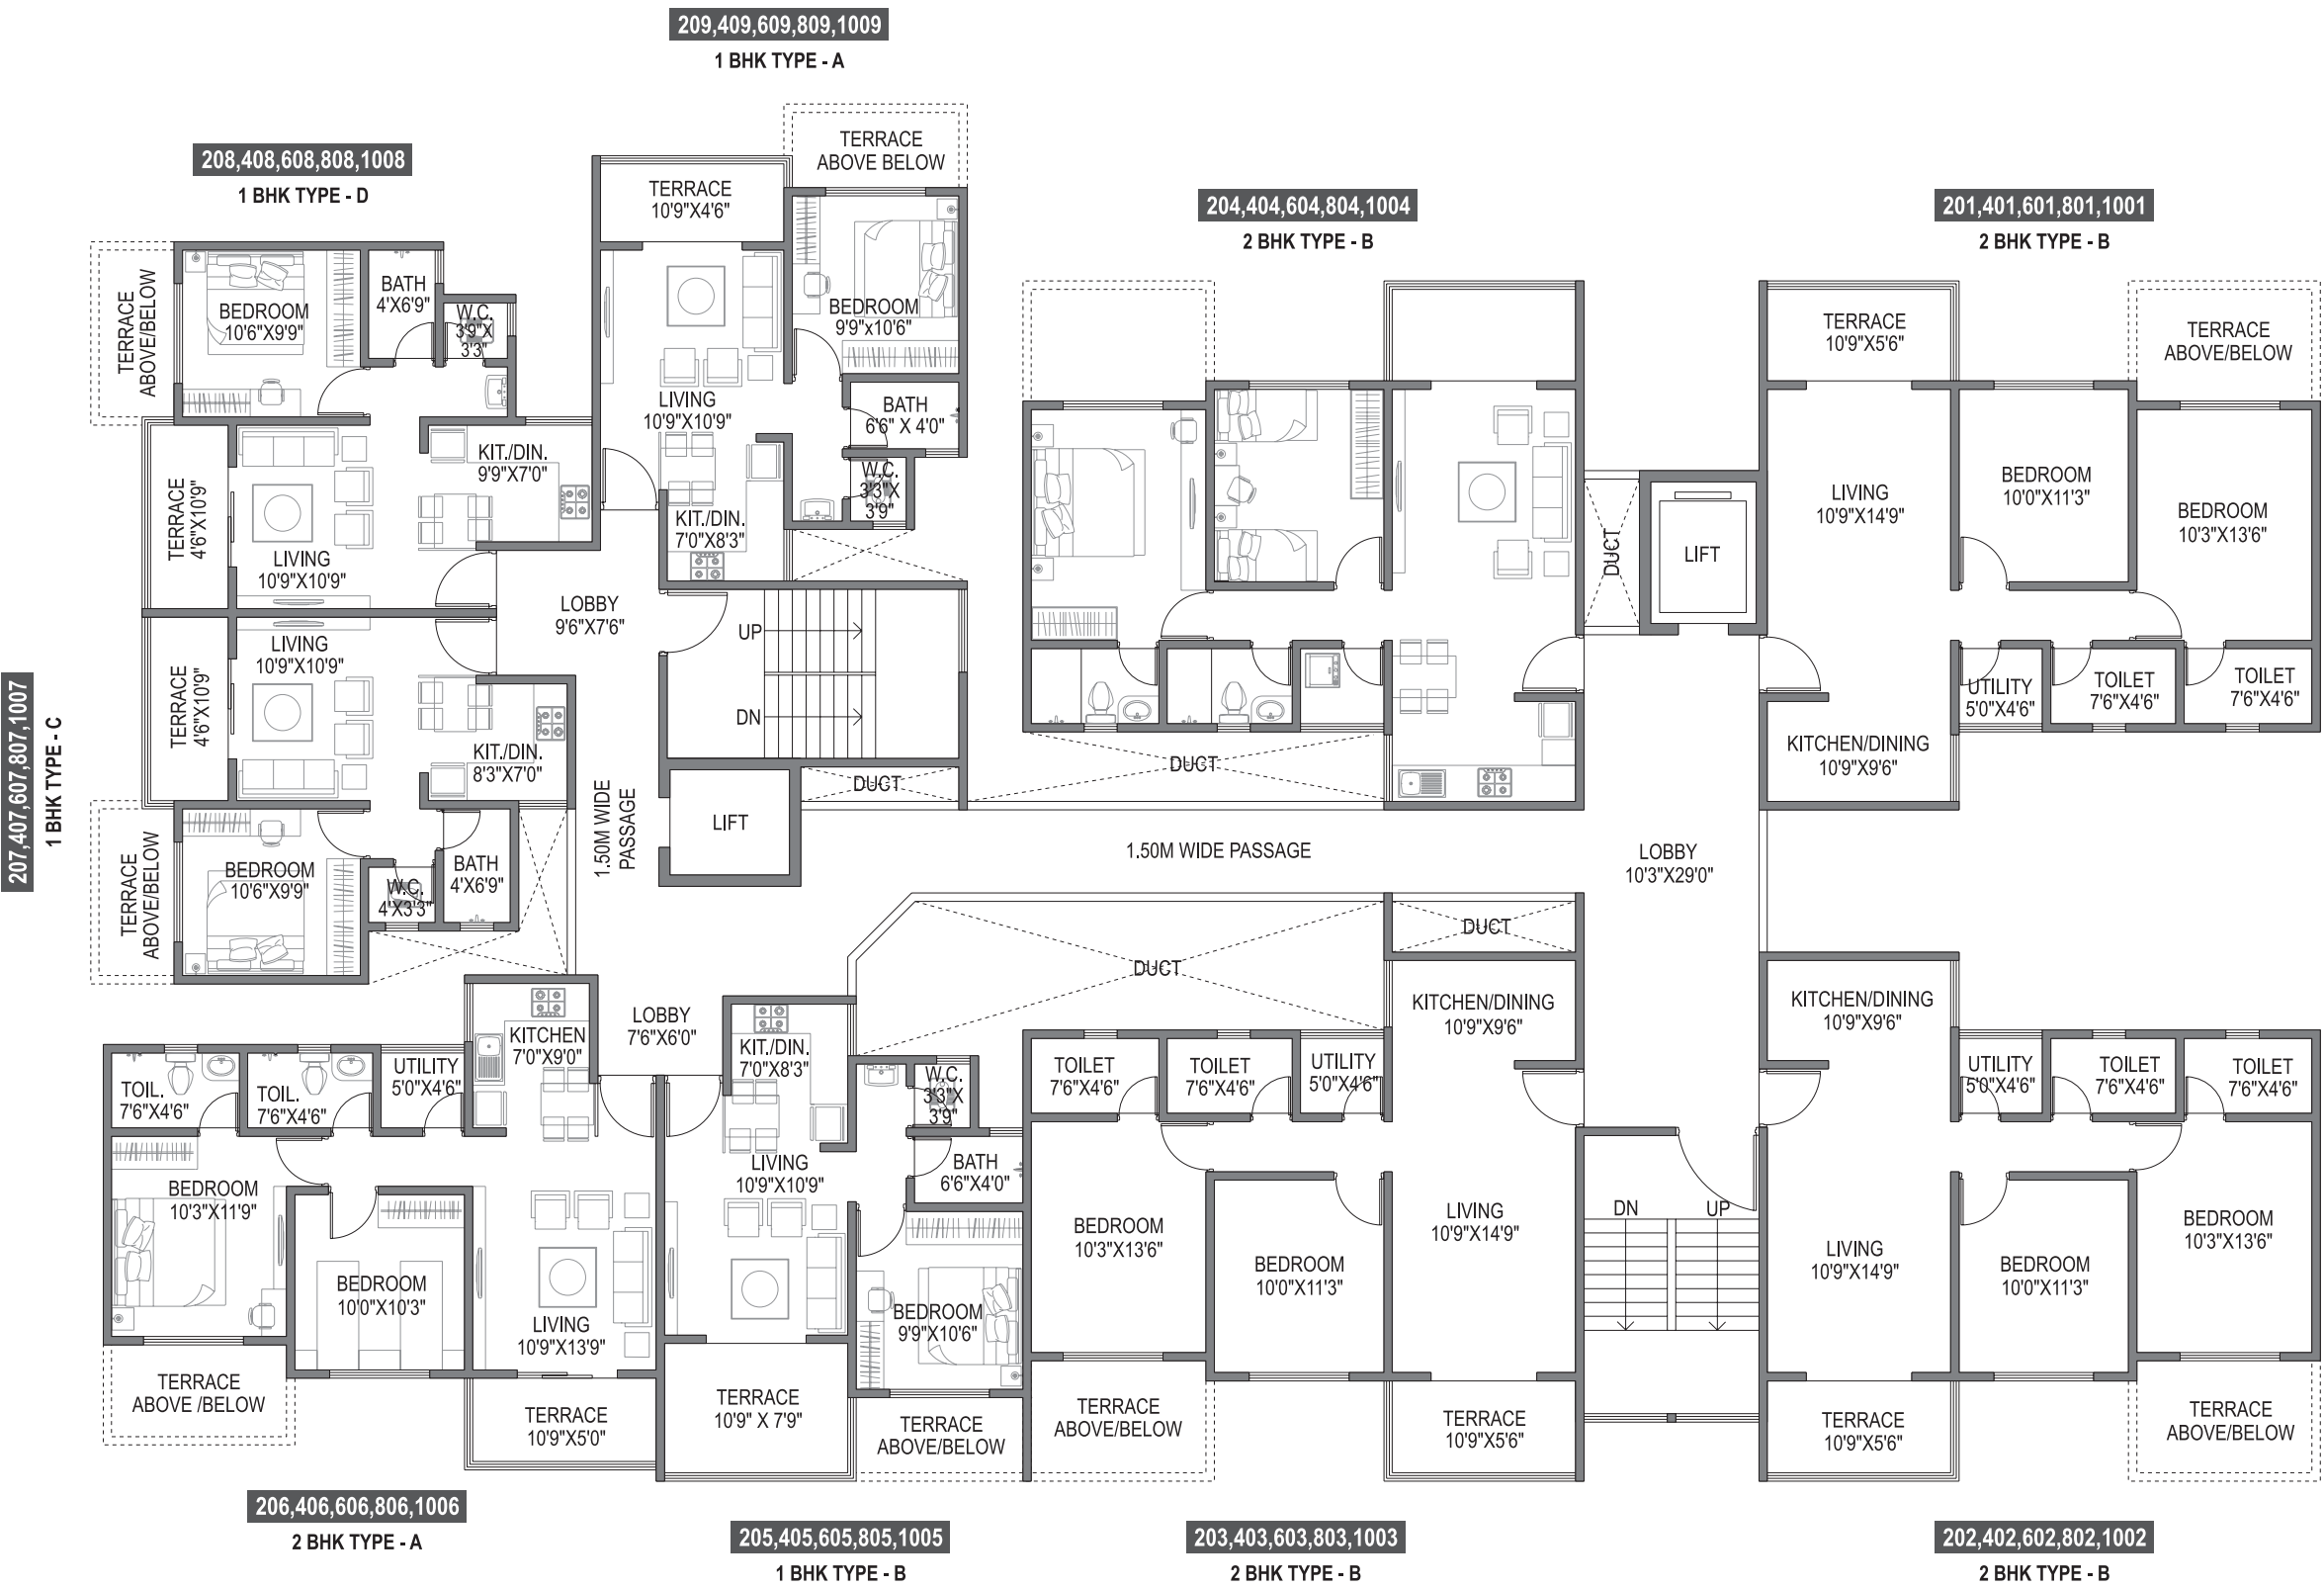 209,409,609,809,1009
1 BHK TYPE - A
208,408,608,808,1008
1 BHK TYPE - D
204,404,604,804,1004
2 BHK TYPE - B
201,401,601,801,1001
2 BHK TYPE - B
TERRACE
ABOVE BELOW
TERRACE
10'9"X4'6"
BEDROOM
9'9"x10'6"
LIVING
10'9"X10'9"
BATH
6'6" X 4'0"
W.C.
3'3"X
3'9"
KIT./DIN.
7'0"X8'3"
TERRACE
ABOVE/BELOW
BEDROOM
10'6"X9'9"
BATH
4'X6'9"
W.C.
3'9"X
3'3"
KIT./DIN.
9'9"X7'0"
TERRACE
4'6"X10'9"
LIVING
10'9"X10'9"
LOBBY
9'6"X7'6"
UP
DN
LIFT
DUCT
1.50M WIDE
PASSAGE
207,407,607,807,1007
1 BHK TYPE - C
LIVING
10'9"X10'9"
TERRACE
4'6"X10'9"
KIT./DIN.
8'3"X7'0"
TERRACE
ABOVE/BELOW
BEDROOM
10'6"X9'9"
W.C.
4'X3'3"
BATH
4'X6'9"
DUCT
LIFT
DUCT
1.50M WIDE PASSAGE
LOBBY
10'3"X29'0"
TERRACE
10'9"X5'6"
TERRACE
ABOVE/BELOW
LIVING
10'9"X14'9"
BEDROOM
10'0"X11'3"
BEDROOM
10'3"X13'6"
UTILITY
5'0"X4'6"
TOILET
7'6"X4'6"
TOILET
7'6"X4'6"
KITCHEN/DINING
10'9"X9'6"
DUCT
DUCT
LOBBY
7'6"X6'0"
KITCHEN
7'0"X9'0"
TOIL.
7'6"X4'6"
TOIL.
7'6"X4'6"
UTILITY
5'0"X4'6"
BEDROOM
10'3"X11'9"
BEDROOM
10'0"X10'3"
LIVING
10'9"X13'9"
TERRACE
ABOVE /BELOW
TERRACE
10'9"X5'0"
KIT./DIN.
7'0"X8'3"
W.C.
3'3"X
3'9"
LIVING
10'9"X10'9"
BATH
6'6"X4'0"
BEDROOM
9'9"X10'6"
TERRACE
10'9" X 7'9"
TERRACE
ABOVE/BELOW
KITCHEN/DINING
10'9"X9'6"
TOILET
7'6"X4'6"
TOILET
7'6"X4'6"
UTILITY
5'0"X4'6"
BEDROOM
10'3"X13'6"
BEDROOM
10'0"X11'3"
LIVING
10'9"X14'9"
TERRACE
ABOVE/BELOW
TERRACE
10'9"X5'6"
DN
UP
KITCHEN/DINING
10'9"X9'6"
UTILITY
5'0"X4'6"
TOILET
7'6"X4'6"
TOILET
7'6"X4'6"
LIVING
10'9"X14'9"
BEDROOM
10'0"X11'3"
BEDROOM
10'3"X13'6"
TERRACE
10'9"X5'6"
TERRACE
ABOVE/BELOW
206,406,606,806,1006
2 BHK TYPE - A
205,405,605,805,1005
1 BHK TYPE - B
203,403,603,803,1003
2 BHK TYPE - B
202,402,602,802,1002
2 BHK TYPE - B